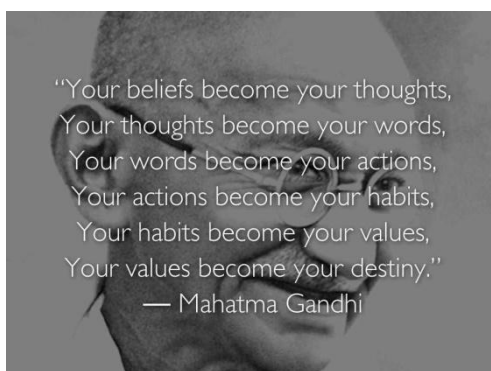 “Your beliefs become your thoughts,
Your thoughts become your words,
Your words become your actions,
Your actions become your habits,
Your habits become your values,
Your values become your destiny.”
— Mahatma Gandhi